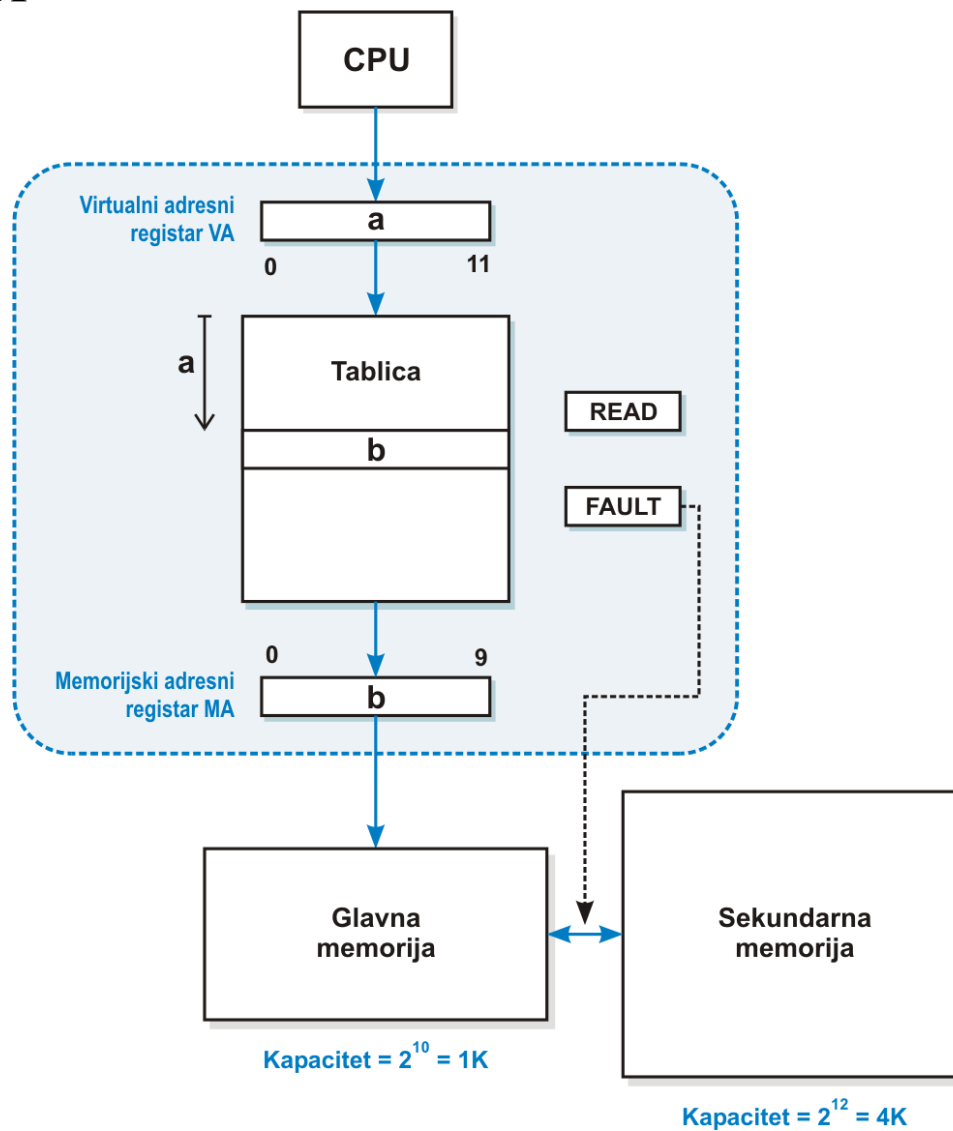 CPU
Virtualni adresni
registar VA
a
0
11
a
Tablica
READ
b
FAULT
0
9
Memorijski adresni
registar MA
b
Glavna
memorija
Sekundarna
memorija
Kapacitet = 2^10 = 1K
Kapacitet = 2^12 = 4K